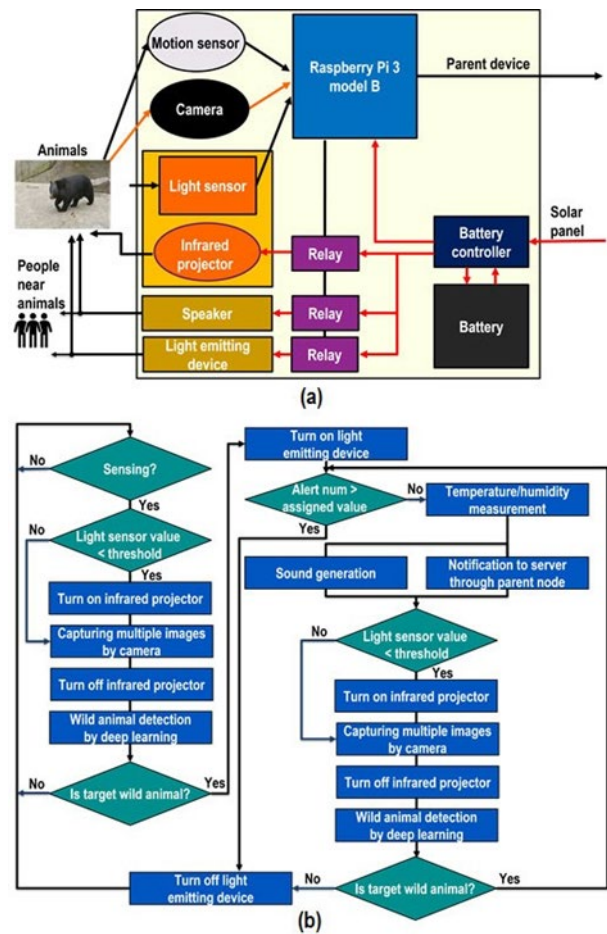 Motion sensor
Raspberry Pi 3
model B
Parent device
Camera
Animals
Light sensor
Solar
panel
Battery
controller
Infrared
projector
Relay
People
near
animals
Speaker
Relay
Battery
Light emitting
device
Relay
(a)
(b)
No
Sensing?
Yes
No
Light sensor value
< threshold
Yes
Turn on infrared projector
Capturing multiple images
by camera
Turn off infrared projector
Wild animal detection
by deep learning
No
Is target wild animal?
Yes
Turn on light
emitting device
Alert num >
assigned value
No
Yes
Temperature/humidity
measurement
Sound generation
Notification to server
through parent node
No
Light sensor value
< threshold
Yes
Turn on infrared projector
Capturing multiple images
by camera
Turn off infrared projector
Wild animal detection
by deep learning
Is target wild animal?
Yes
No
Turn off light
emitting device